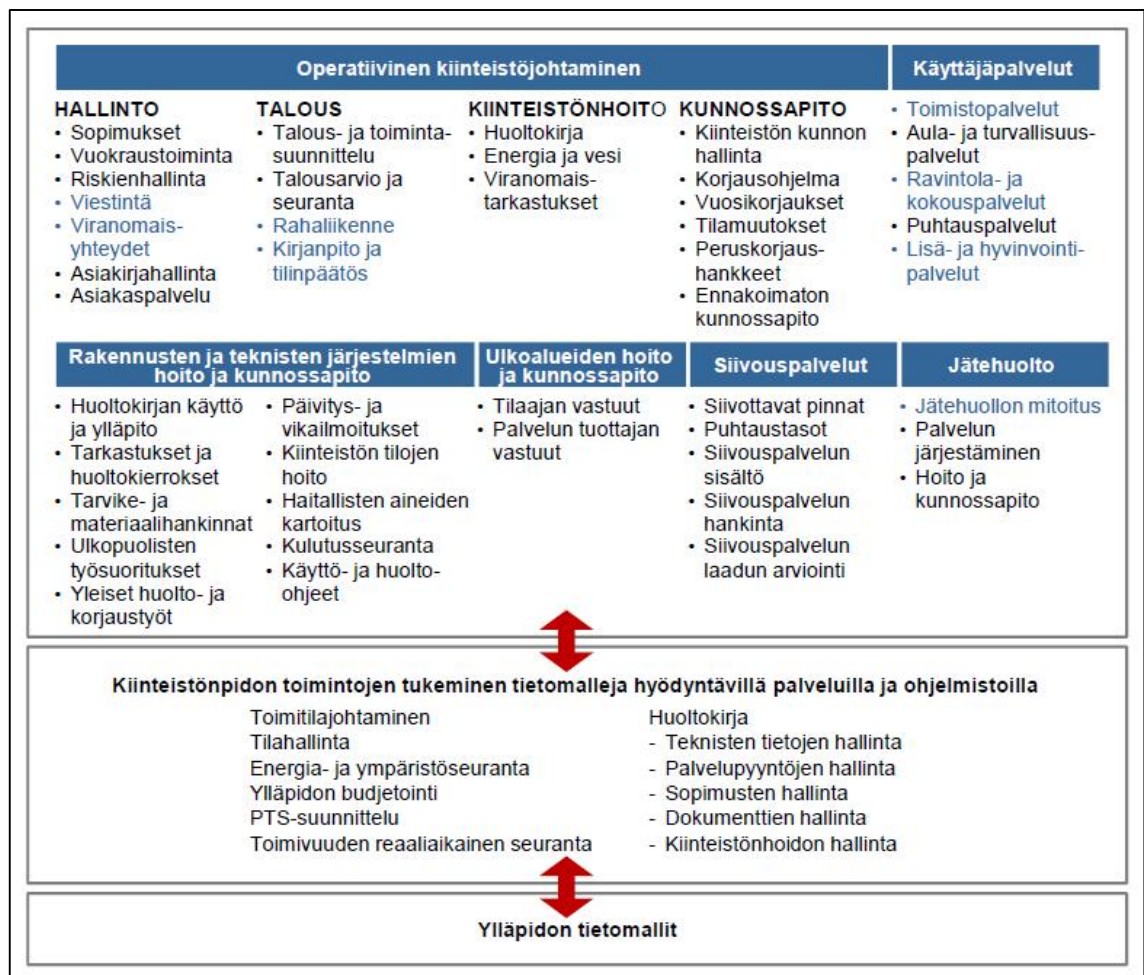 Operatiivinen kiinteistöjohtaminen
Käyttäjäpalvelut
HALLINTO
• Sopimukset
• Vuokraustoiminta
• Riskienhallinta
• Viestintä
• Viranomais-
yhteydet
• Asiakirjahallinta
• Asiakaspalvelu
TALOUS
• Talous- ja toiminta-
suunnittelu
• Talousarvio ja
seuranta
• Rahaliikenne
• Kirjanpito ja
tilinpäätös
KIINTEISTÖNHOITO
• Huoltokirja
• Energia ja vesi
• Viranomais-
tarkastukset
KUNNOSSAPITO
• Kiinteistön kunnon
hallinta
• Korjausohjelma
• Vuosikorjaukset
• Tilamuutokset
• Peruskorjaus-
hankkeet
• Ennakoimaton
kunnossapito
• Toimistopalvelut
• Aula- ja turvallisuus-
palvelut
• Ravintola- ja
kokouspalvelut
• Puhtauspalvelut
• Lisä- ja hyvinvointi-
palvelut
Rakennusten ja teknisten järjestelmien
hoito ja kunnossapito
Ulkoalueiden hoito
ja kunnossapito
Siivouspalvelut
Jätehuolto
• Huoltokirjan käyttö
ja ylläpito
• Tarkastukset ja
huoltokierrokset
• Tarvike- ja
materiaalihankinnat
• Ulkopuolisten
työsuoritukset
• Yleiset huolto- ja
korjaustyöt
• Päivitys- ja
vikailmoitukset
• Kiinteistön tilojen
hoito
• Haitallisten aineiden
kartoitus
• Kulutusseuranta
• Käyttö- ja huolto-
ohjeet
• Tilaajan vastuut
• Palvelun tuottajan
vastuut
• Siivottavat pinnat
• Puhtaustasot
• Siivouspalvelun
sisältö
• Siivouspalvelun
hankinta
• Siivouspalvelun
laadun arviointi
• Jätehuollon mitoitus
• Palvelun
järjestäminen
• Hoito ja
kunnossapito
Kiinteistönpidon toimintojen tukeminen tietomalleja hyödyntävillä palveluilla ja ohjelmistoilla
Toimitilajohtaminen
Tilahallinta
Energia- ja ympäristöseuranta
Ylläpidon budjetointi
PTS-suunnittelu
Toimivuuden reaaliaikainen seuranta
Huoltokirja
- Teknisten tietojen hallinta
- Palvelupyyntöjen hallinta
- Sopimusten hallinta
- Dokumenttien hallinta
- Kiinteistönhoidon hallinta
Ylläpidon tietomallit